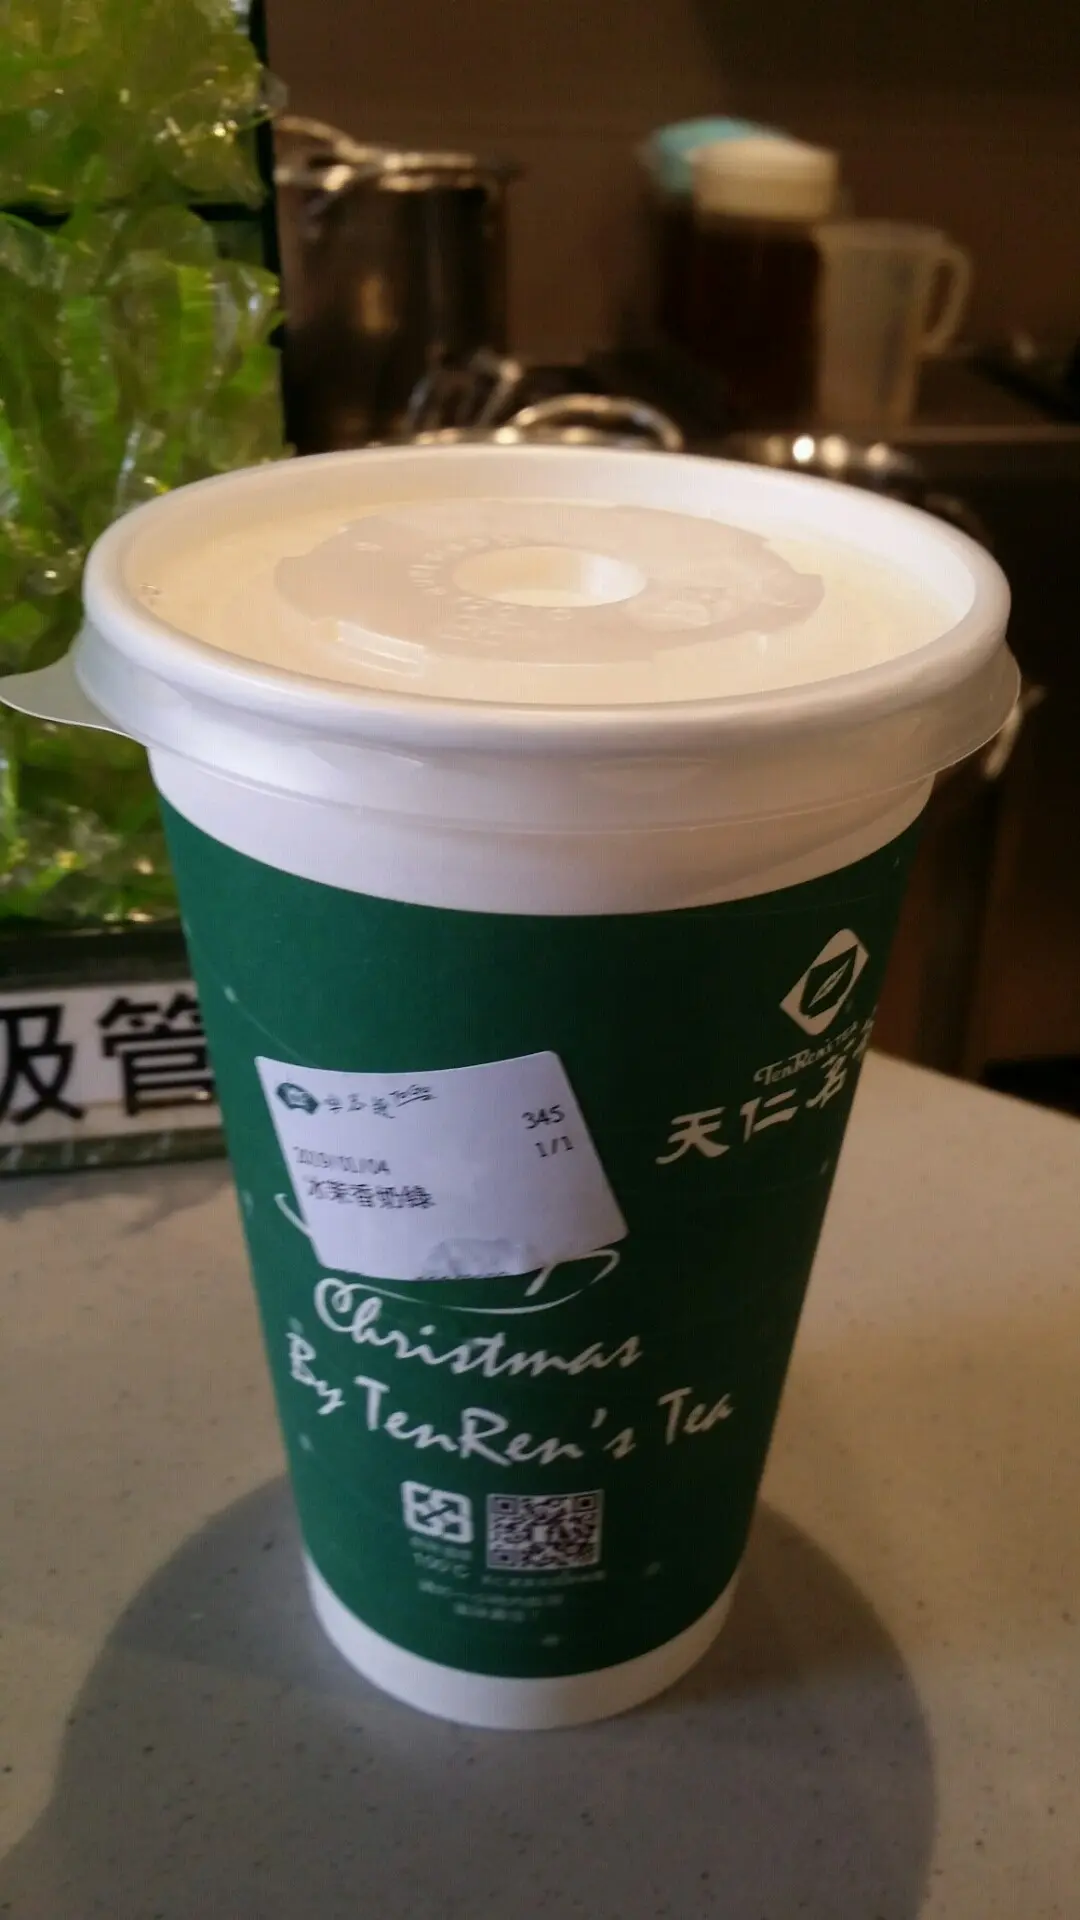 吸管
TenRen's TEA
天仁茗
ToGo
345
1/1
2019/01/04
冰茉香奶綠
Christmas
By TenRen's Tea
100°C